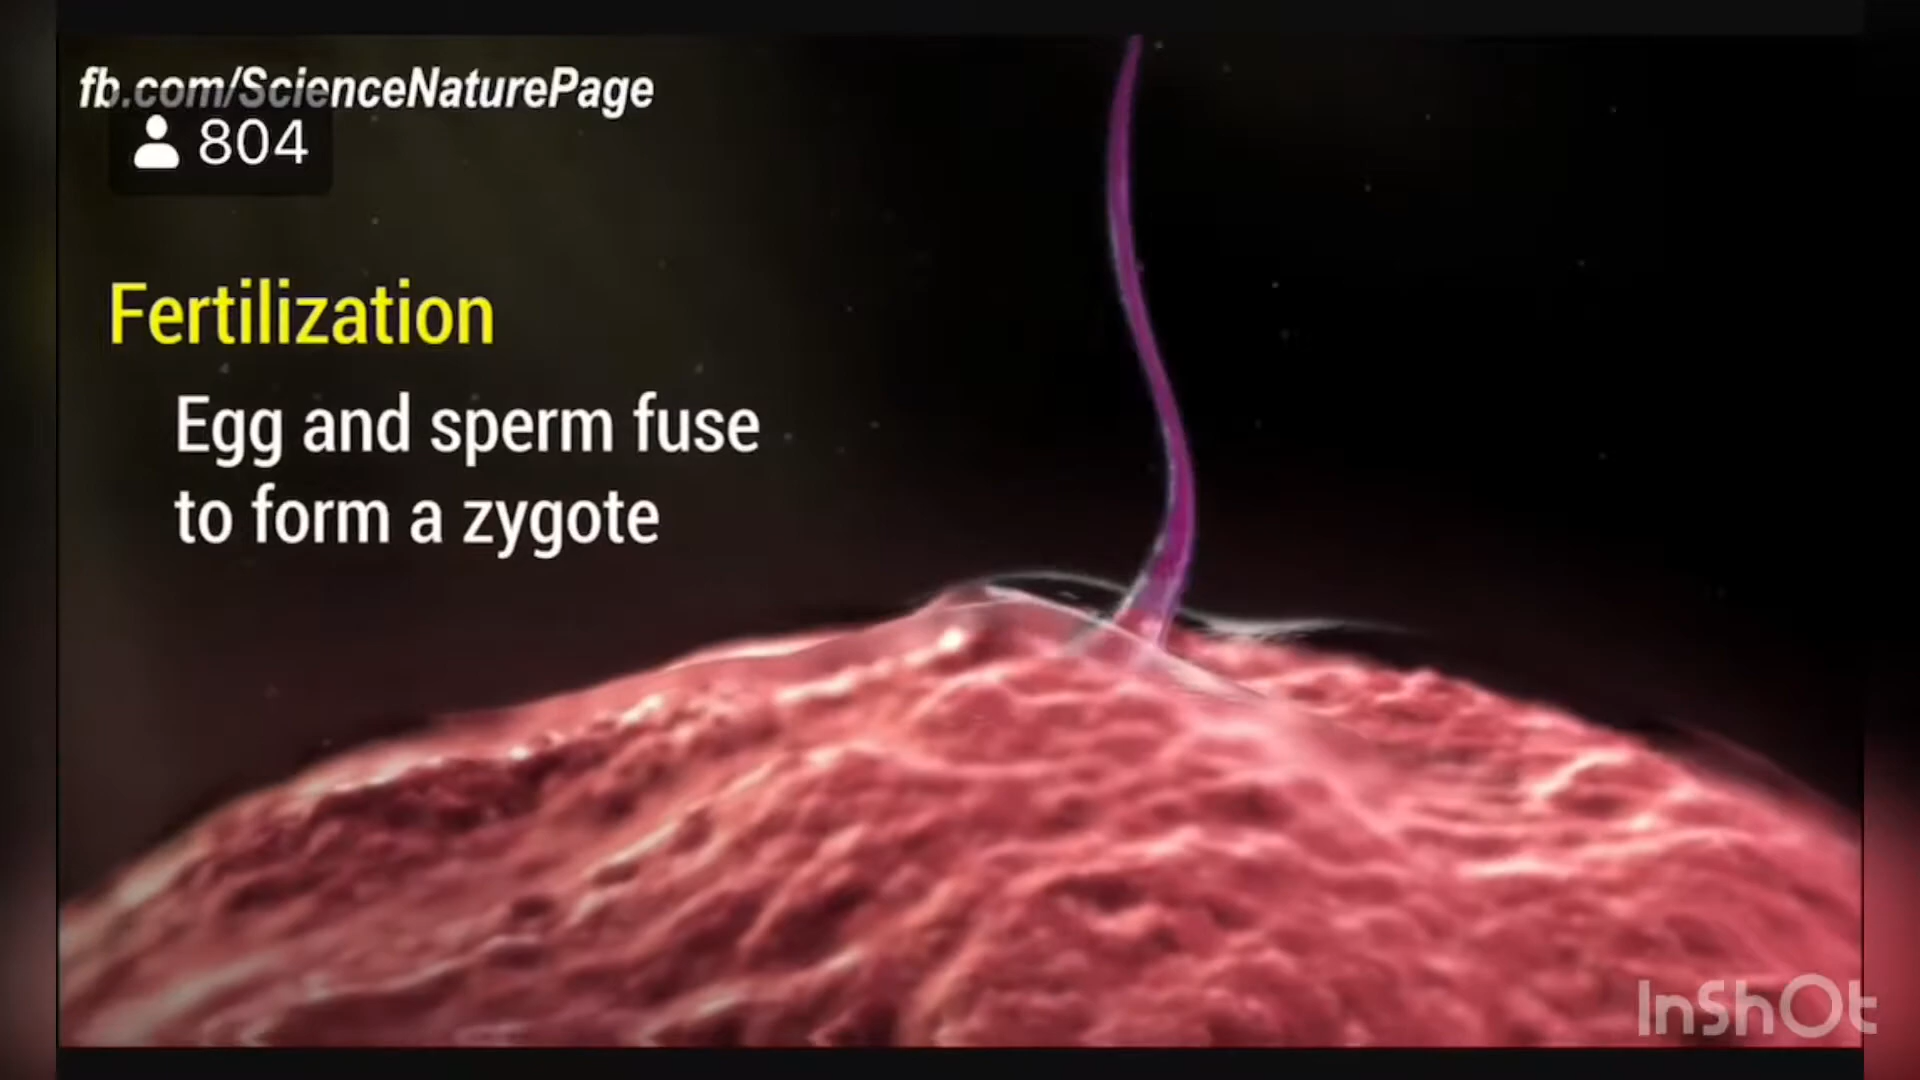 fb.com/ScienceNaturePage
804
Fertilization
Egg and sperm fuse
to form a zygote
InShOt